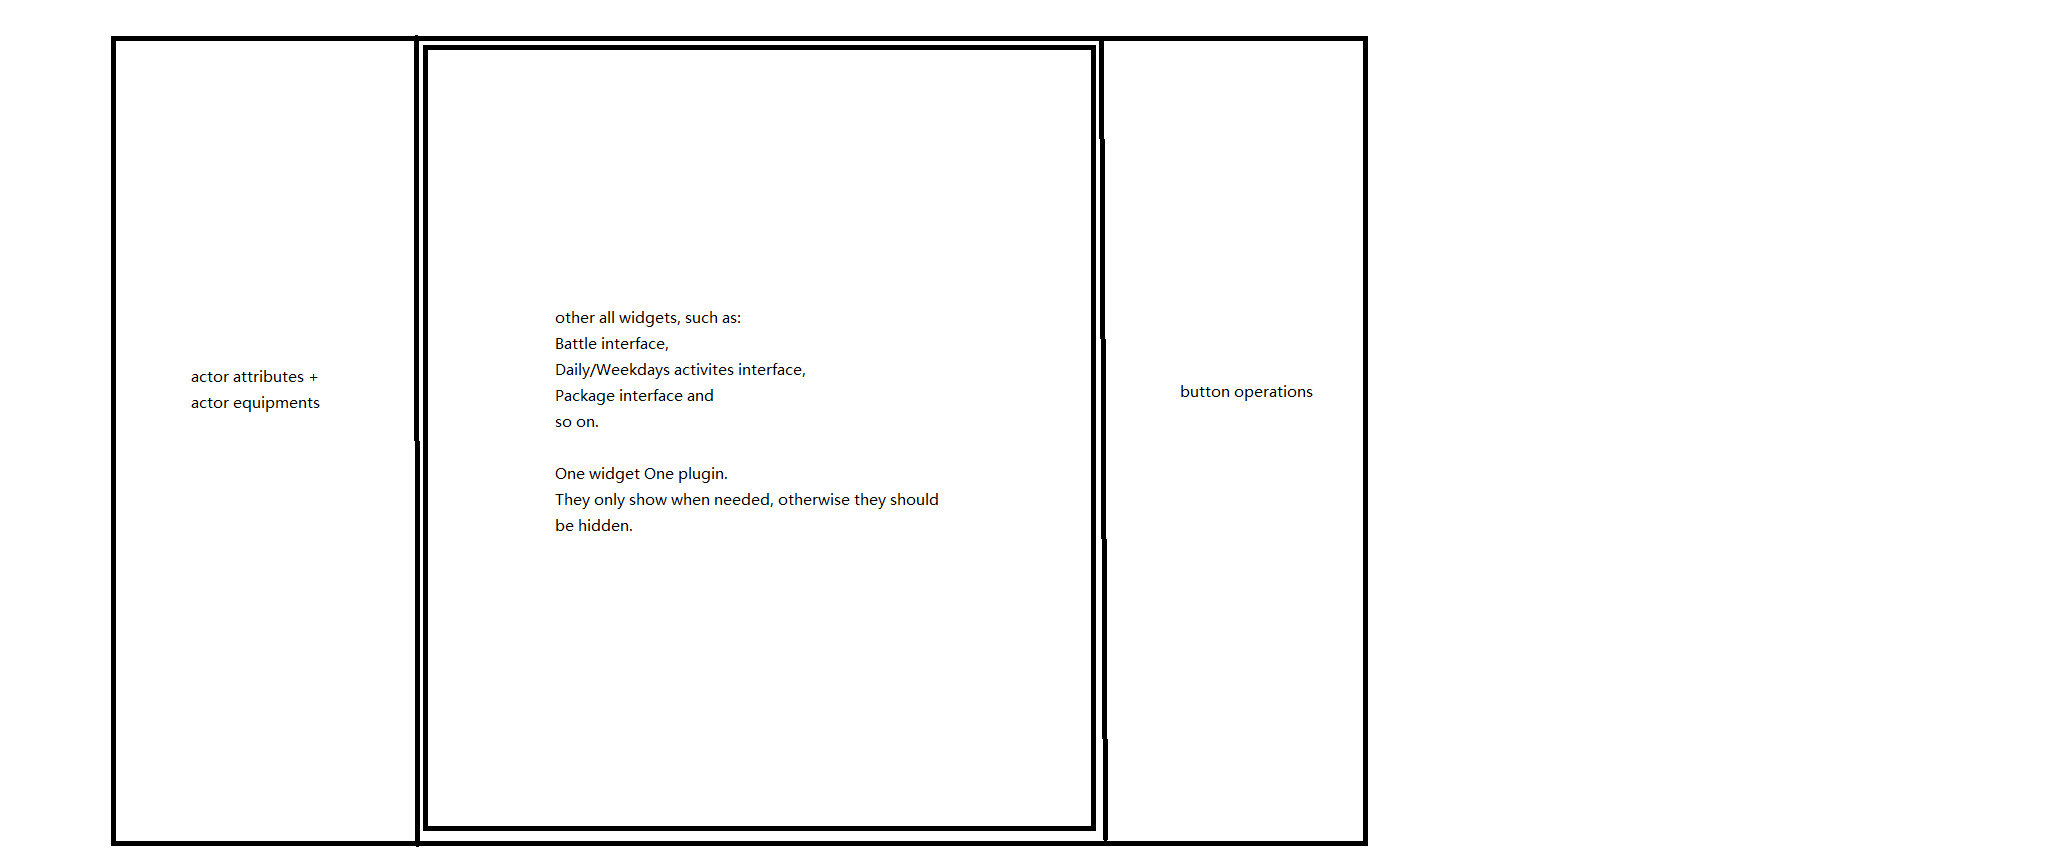 actor attributes +
actor equipments
other all widgets, such as:
Battle interface,
Daily/Weekdays activites interface,
Package interface and
so on.
One widget One plugin.
They only show when needed, otherwise they should
be hidden.
button operations